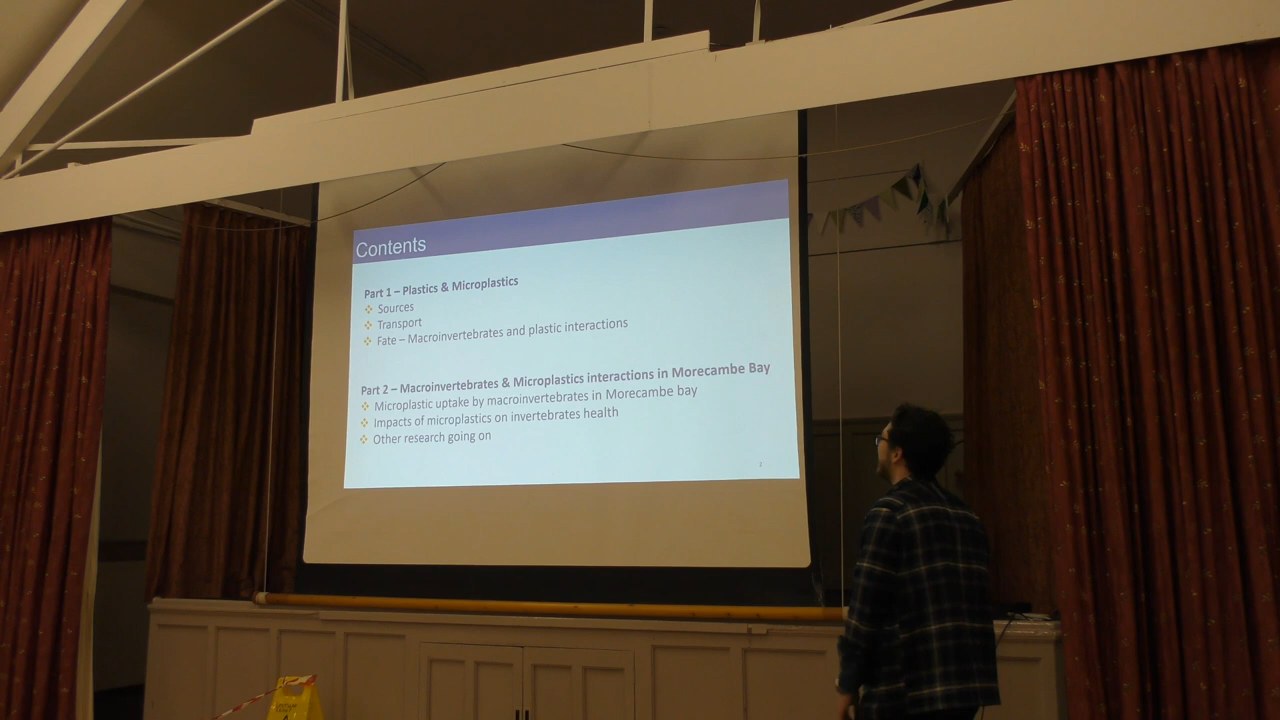 Contents
Part 1 – Plastics & Microplastics
Sources
Transport
Fate – Macroinvertebrates and plastic interactions
Part 2 – Macroinvertebrates & Microplastics interactions in Morecambe Bay
Microplastic uptake by macroinvertebrates in Morecambe bay
Impacts of microplastics on invertebrates health
Other research going on